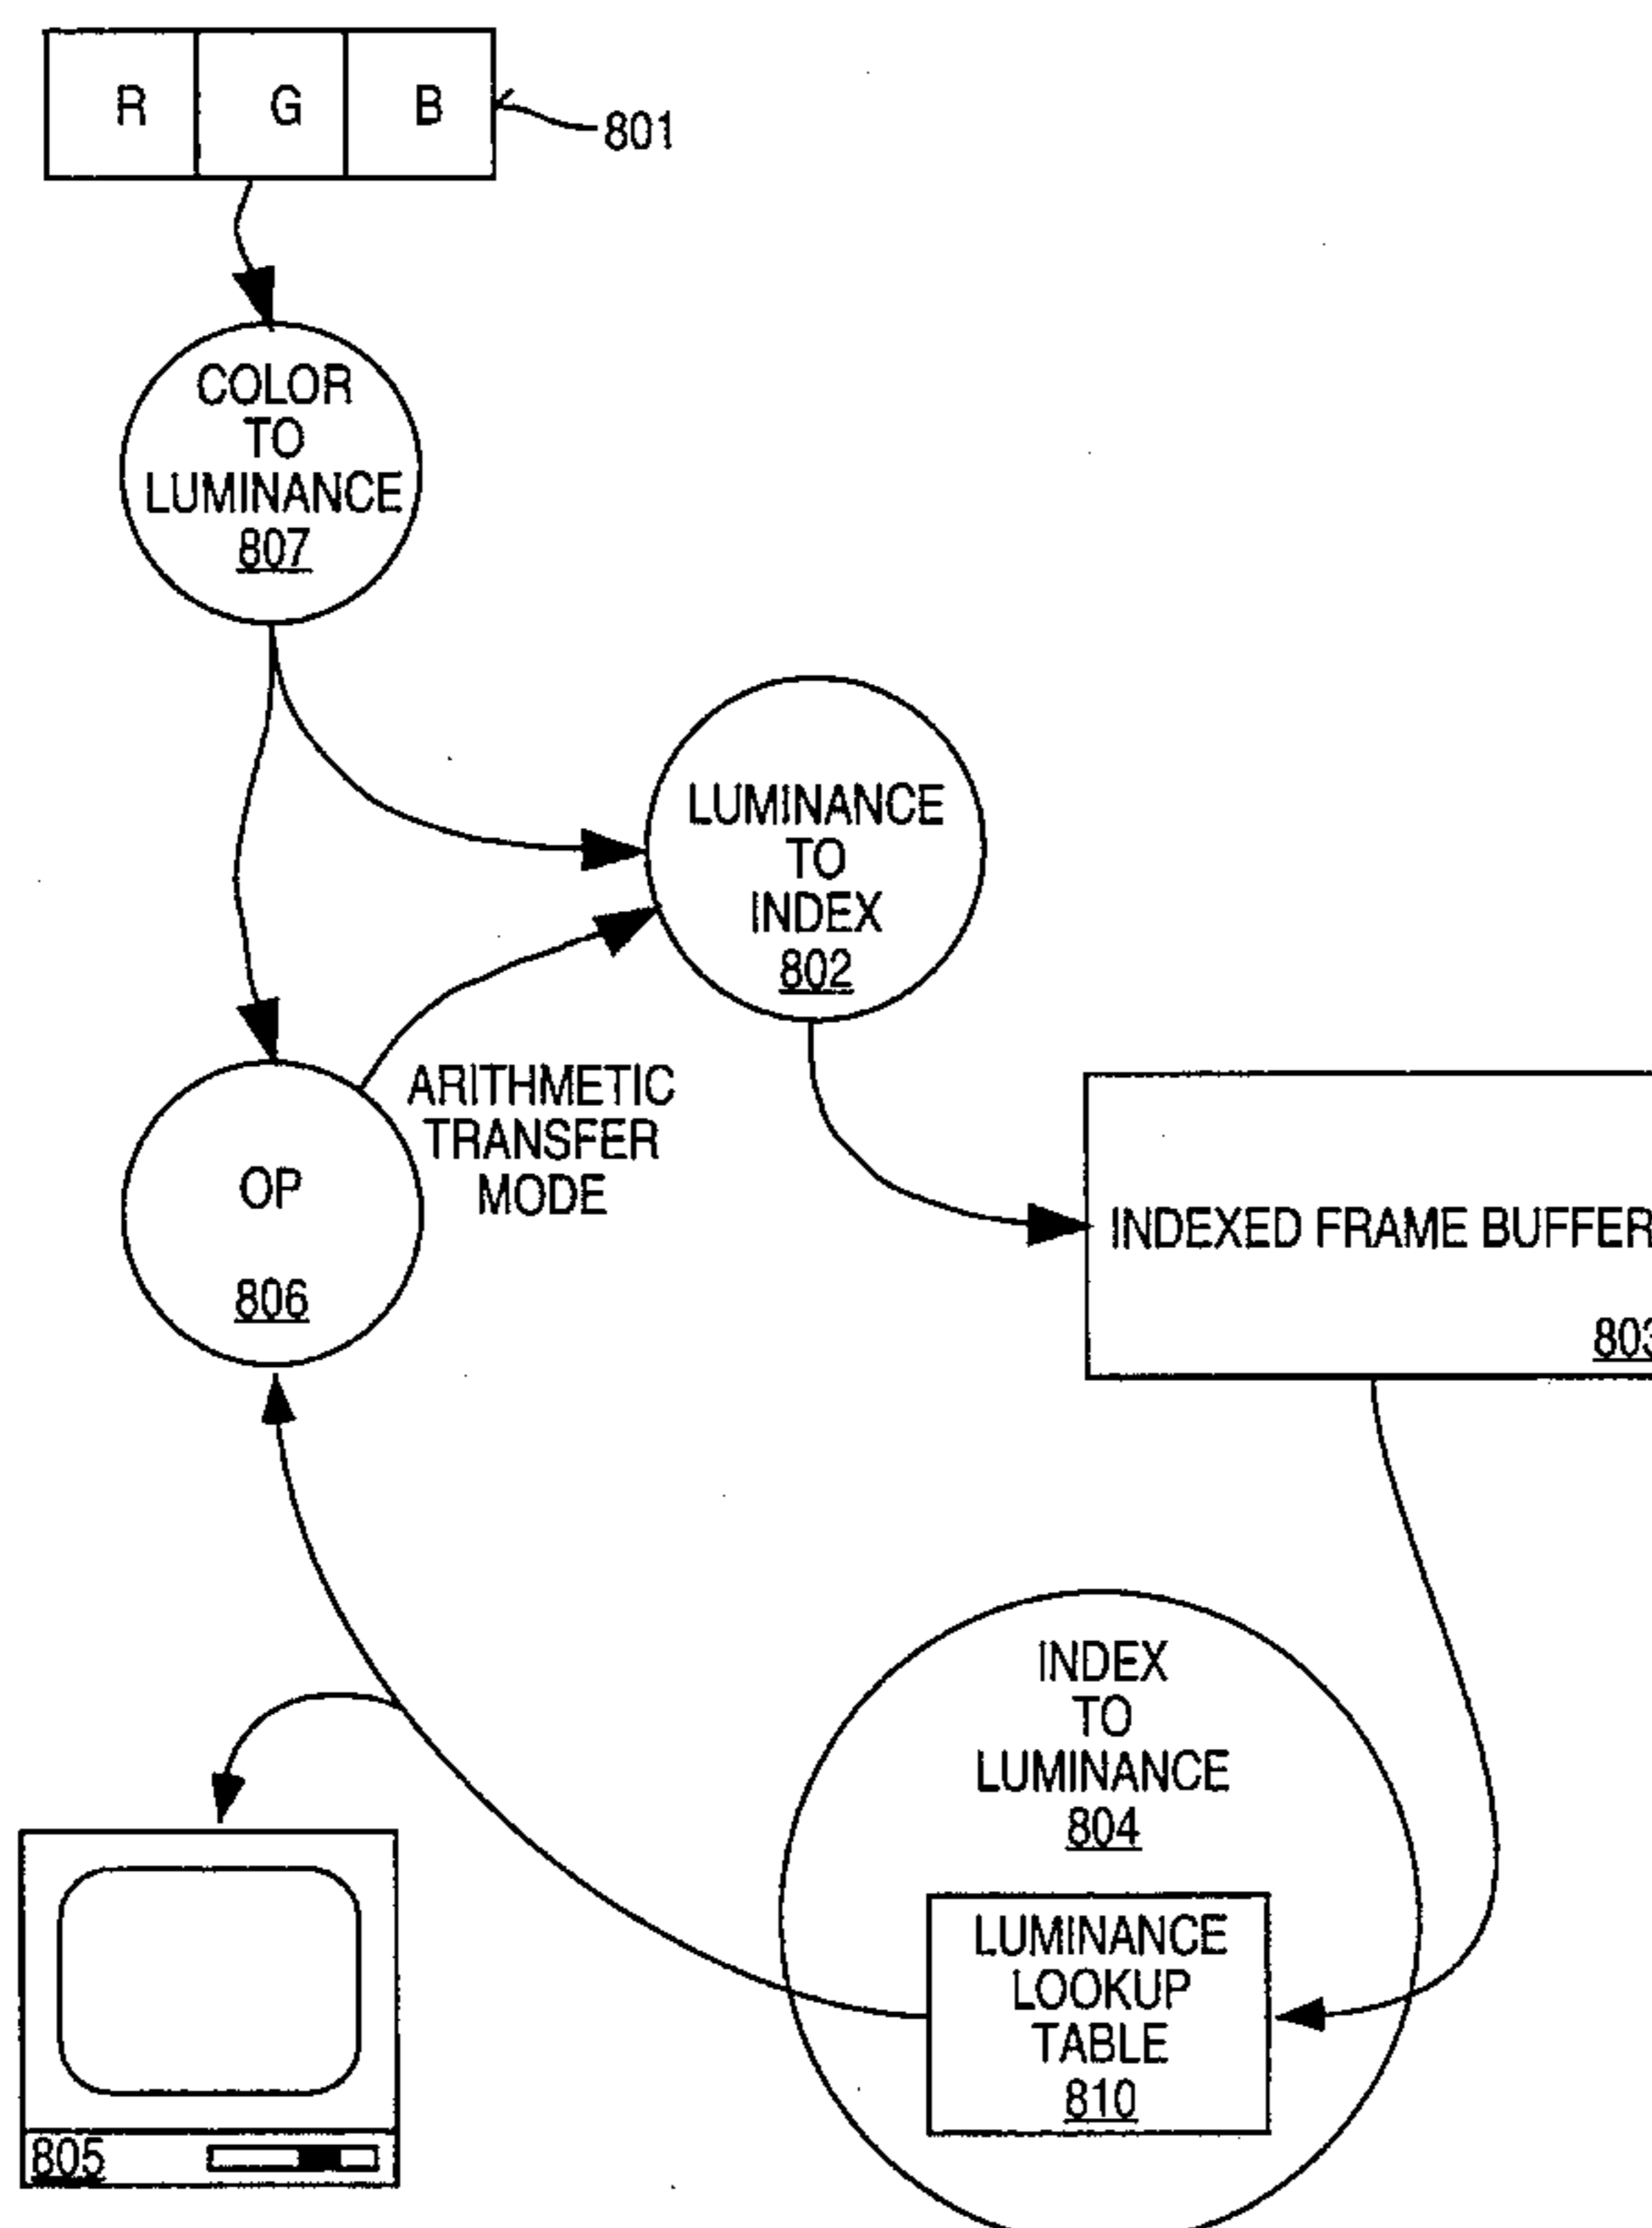 R G B
801
COLOR
TO
LUMINANCE
807
LUMINANCE
TO
INDEX
802
ARITHMETIC
TRANSFER
MODE
OP
806
INDEXED FRAME BUFFER
803
INDEX
TO
LUMINANCE
804
LUMINANCE
LOOKUP
TABLE
810
805